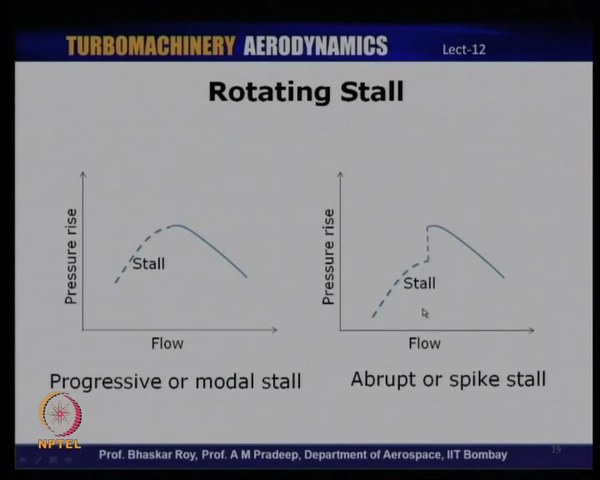 TURBOMACHINERY AERODYNAMICS Lect-12
Rotating Stall
Pressure rise
Stall
Flow
Progressive or modal stall
Pressure rise
Stall
Flow
Abrupt or spike stall
NPTEL
Prof. Bhaskar Roy, Prof. A M Pradeep, Department of Aerospace, IIT Bombay
19